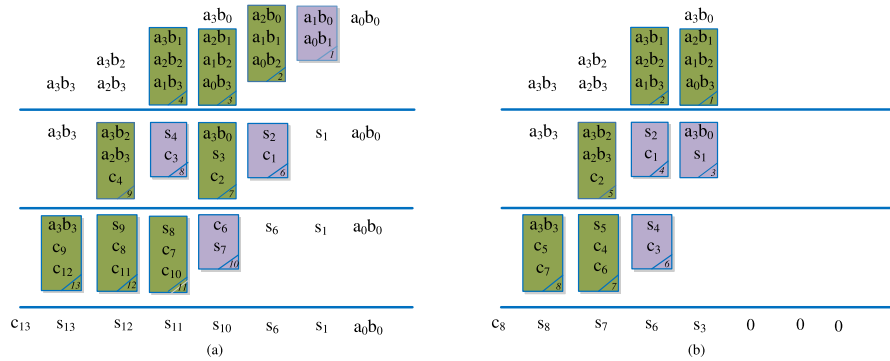 a₃b₀ a₂b₀ a₁b₀ a₀b₀
a₃b₁ a₂b₁ a₁b₁ a₀b₁
a₃b₂ a₂b₂ a₁b₂ a₀b₂ 1
a₃b₃ a₂b₃ a₁b₃ a₀b₃ 2
4 3
a₃b₃ a₃b₂ s₄ a₃b₀ s₂ s₁ a₀b₀
a₂b₃ c₃ s₃ c₁
c₄ 8 c₂ 6
9 7
a₃b₃ s₉ s₈ c₆ s₆ s₁ a₀b₀
c₉ c₈ c₇ s₇
c₁₂ c₁₁ c₁₀ 10
13 12 11
c₁₃ s₁₃ s₁₂ s₁₁ s₁₀ s₆ s₁ a₀b₀
(a)
a₃b₀
a₃b₁ a₂b₁
a₃b₂ a₂b₂ a₁b₂
a₃b₃ a₂b₃ a₁b₃ a₀b₃
2 1
a₃b₃ a₃b₂ s₂ a₃b₀
a₂b₃ c₁ s₁
c₂ 4 3
5
a₃b₃ s₅ s₄
c₅ c₄ c₃
c₇ c₆ 6
8 7
c₈ s₈ s₇ s₆ s₃ 0 0 0
(b)